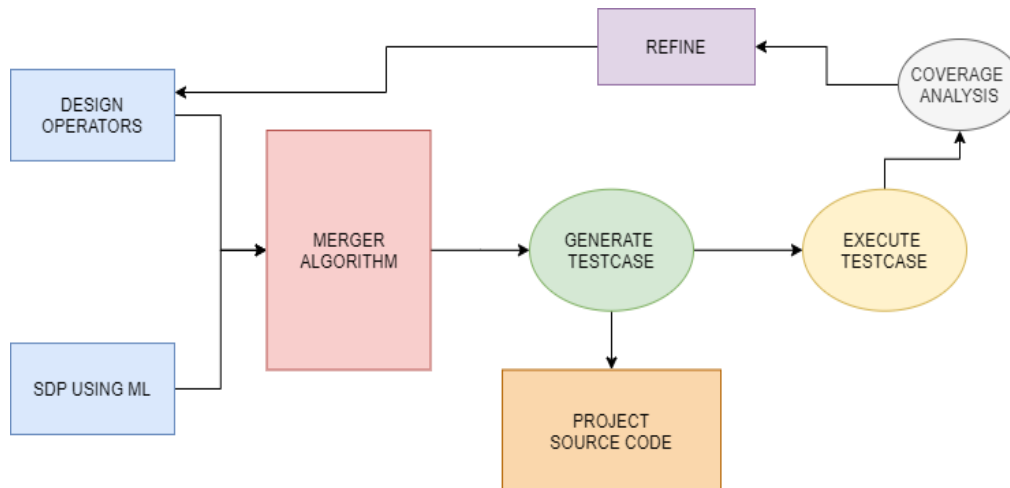 REFINE
COVERAGE
ANALYSIS
DESIGN
OPERATORS
MERGER
ALGORITHM
GENERATE
TESTCASE
EXECUTE
TESTCASE
SDP USING ML
PROJECT
SOURCE CODE